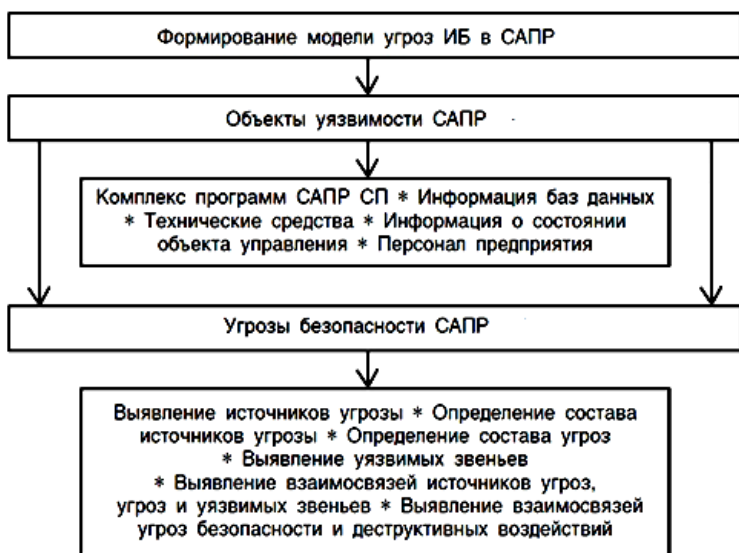 Формирование модели угроз ИБ в САПР
Объекты уязвимости САПР
Комплекс программ САПР СП * Информация баз данных
* Технические средства * Информация о состоянии
объекта управления * Персонал предприятия
Угрозы безопасности САПР
Выявление источников угрозы * Определение состава
источников угрозы * Определение состава угроз
* Выявление уязвимых звеньев
* Выявление взаимосвязей источников угроз,
угроз и уязвимых звеньев * Выявление взаимосвязей
угроз безопасности и деструктивных воздействий